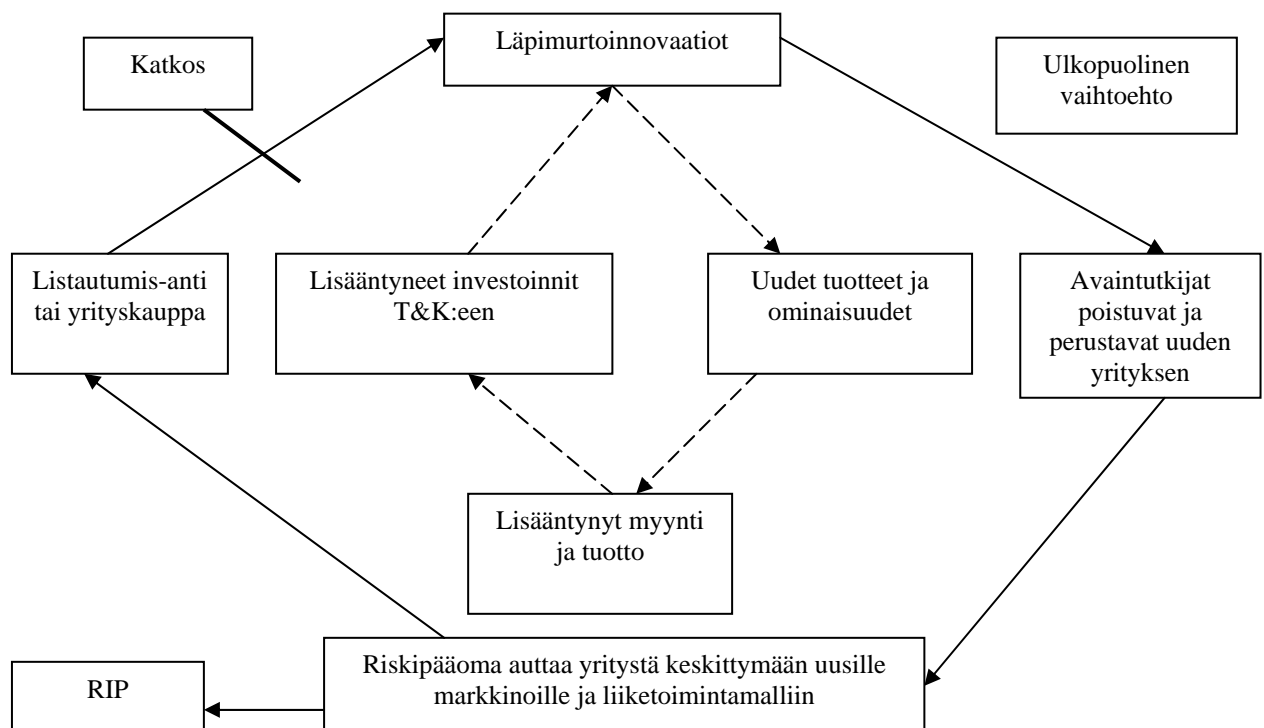 Läpimurtoinnovaatiot
Katkos
Ulkopuolinen
vaihtoehto
Listautumis-anti
tai yrityskauppa
Lisääntyneet investoinnit
T&K:een
Uudet tuotteet ja
ominaisuudet
Avaintutkijat
poistuvat ja
perustavat uuden
yrityksen
Lisääntynyt myynti
ja tuotto
Riskipääoma auttaa yritystä keskittymään uusille
markkinoille ja liiketoimintamalliin
RIP